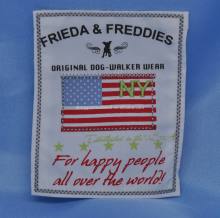 FRIEDA & FREDDIES
ORIGINAL DOG-WALKER WEAR
NY
For happy people
all over the world!